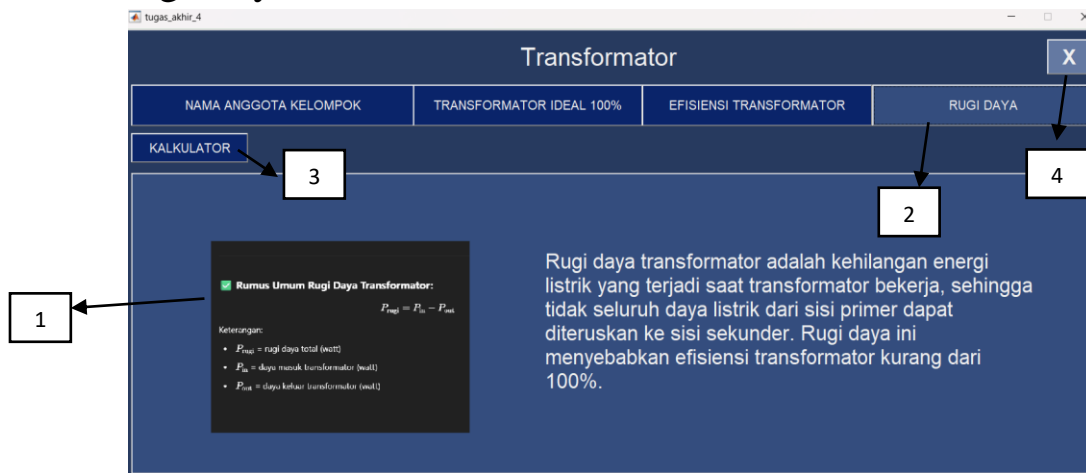 tugas_akhir_4
Transformator
X
NAMA ANGGOTA KELOMPOK
TRANSFORMATOR IDEAL 100%
EFISIENSI TRANSFORMATOR
RUGI DAYA
KALKULATOR
3
4
2
1
✅ Rumus Umum Rugi Daya Transformator:
P_rugi = P_in − P_out
Keterangan:
• P_rugi = rugi daya total (watt)
• P_in = daya masuk transformator (watt)
• P_out = daya keluar transformator (watt)
Rugi daya transformator adalah kehilangan energi
listrik yang terjadi saat transformator bekerja, sehingga
tidak seluruh daya listrik dari sisi primer dapat
diteruskan ke sisi sekunder. Rugi daya ini
menyebabkan efisiensi transformator kurang dari
100%.